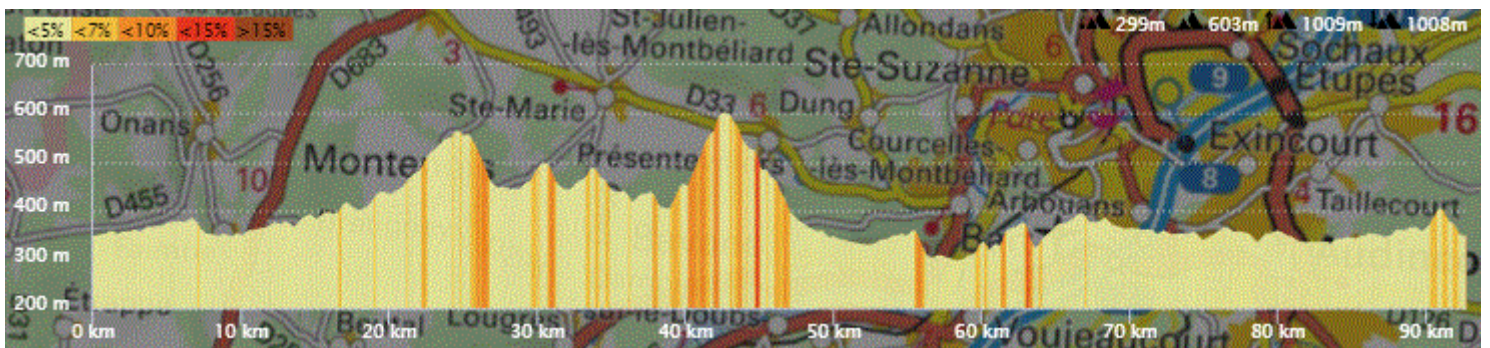 <5% <7% <10% <15% >15%
299m 603m 1009m 1008m
D256
D683
3
493
St-Julien-
-lès-Montbéliard
D37
Allondans
6
Sochaux
Étupes
9
Ste-Suzanne
700 m
600 m
500 m
400 m
300 m
200 m
Onans
Ste-Marie
D33
6
Dung
16
Exincourt
Courcelles-
-lès-Montbéliard
Présente
10
8
4
D455
Arbouans
Taillecourt
0 km 10 km 20 km 30 km 40 km 50 km 60 km 70 km 80 km 90 km